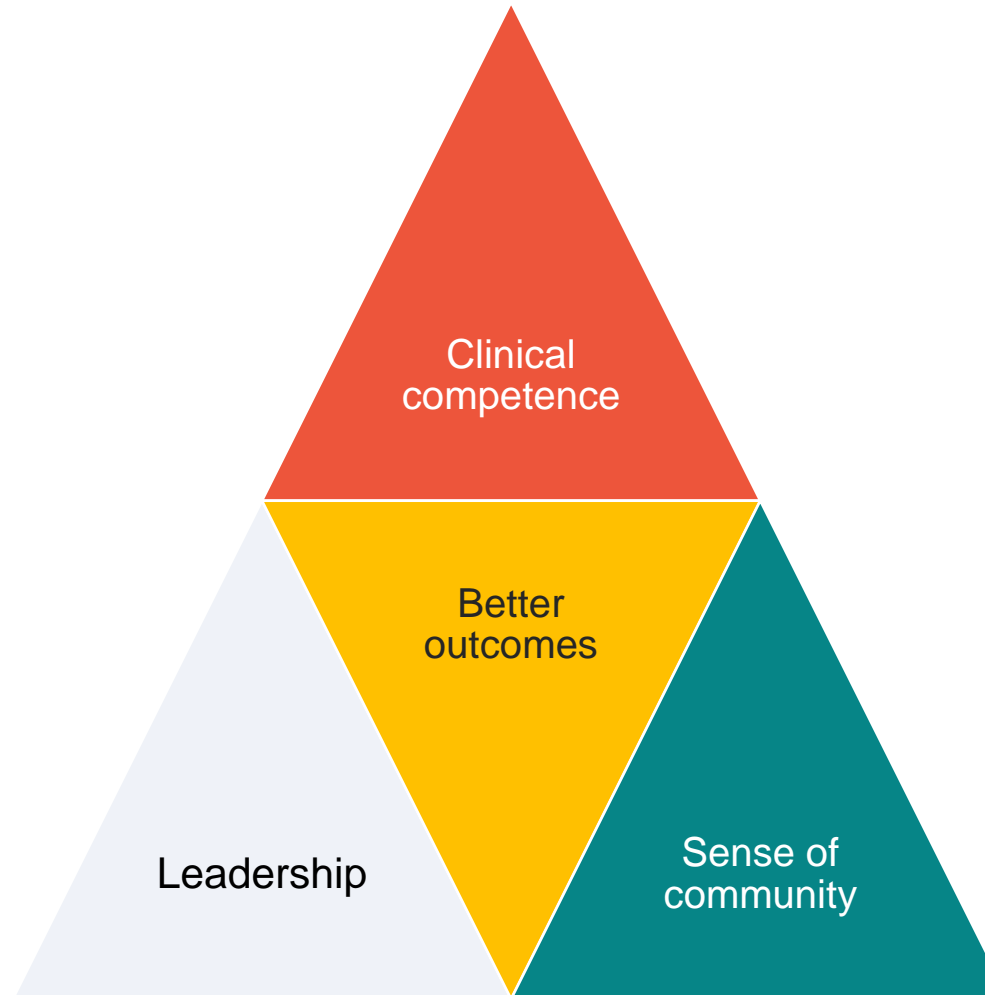 Clinical
competence
Better
outcomes
Leadership
Sense of
community